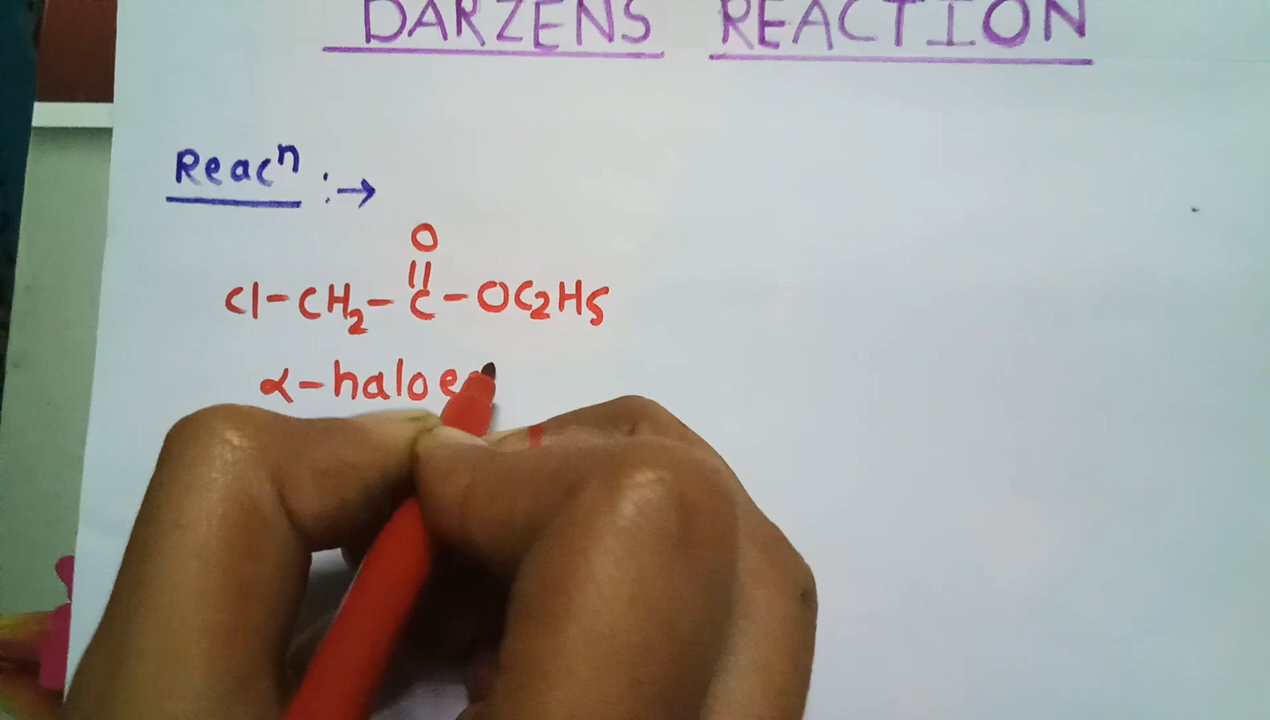 DARZENS REACTION
Reacⁿ :→
O
||
Cl-CH₂-C-OC₂H₅
α-haloe